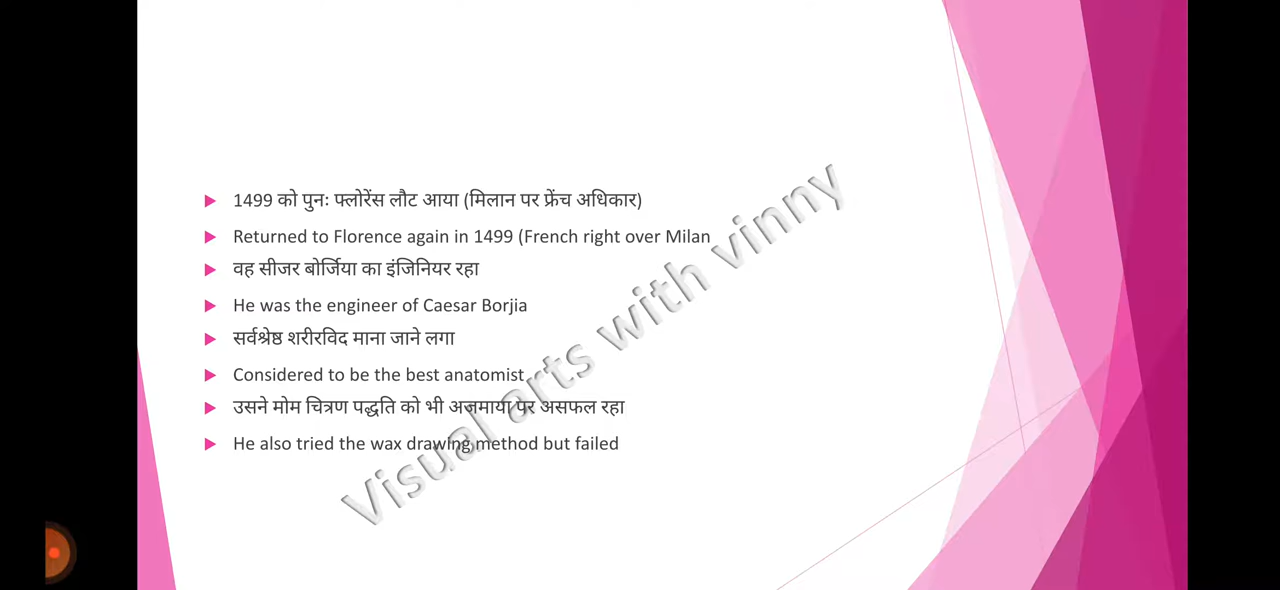 1499 को पुनः फ्लोरेंस लौट आया (मिलान पर फ्रेंच अधिकार)
Returned to Florence again in 1499 (French right over Milan
वह सीजर बोर्जिया का इंजिनियर रहा
He was the engineer of Caesar Borjia
सर्वश्रेष्ठ शरीरविद माना जाने लगा
Considered to be the best anatomist
उसने मोम चित्रण पद्धति को भी अजमाया पर असफल रहा
He also tried the wax drawing method but failed
Visual arts with vinny